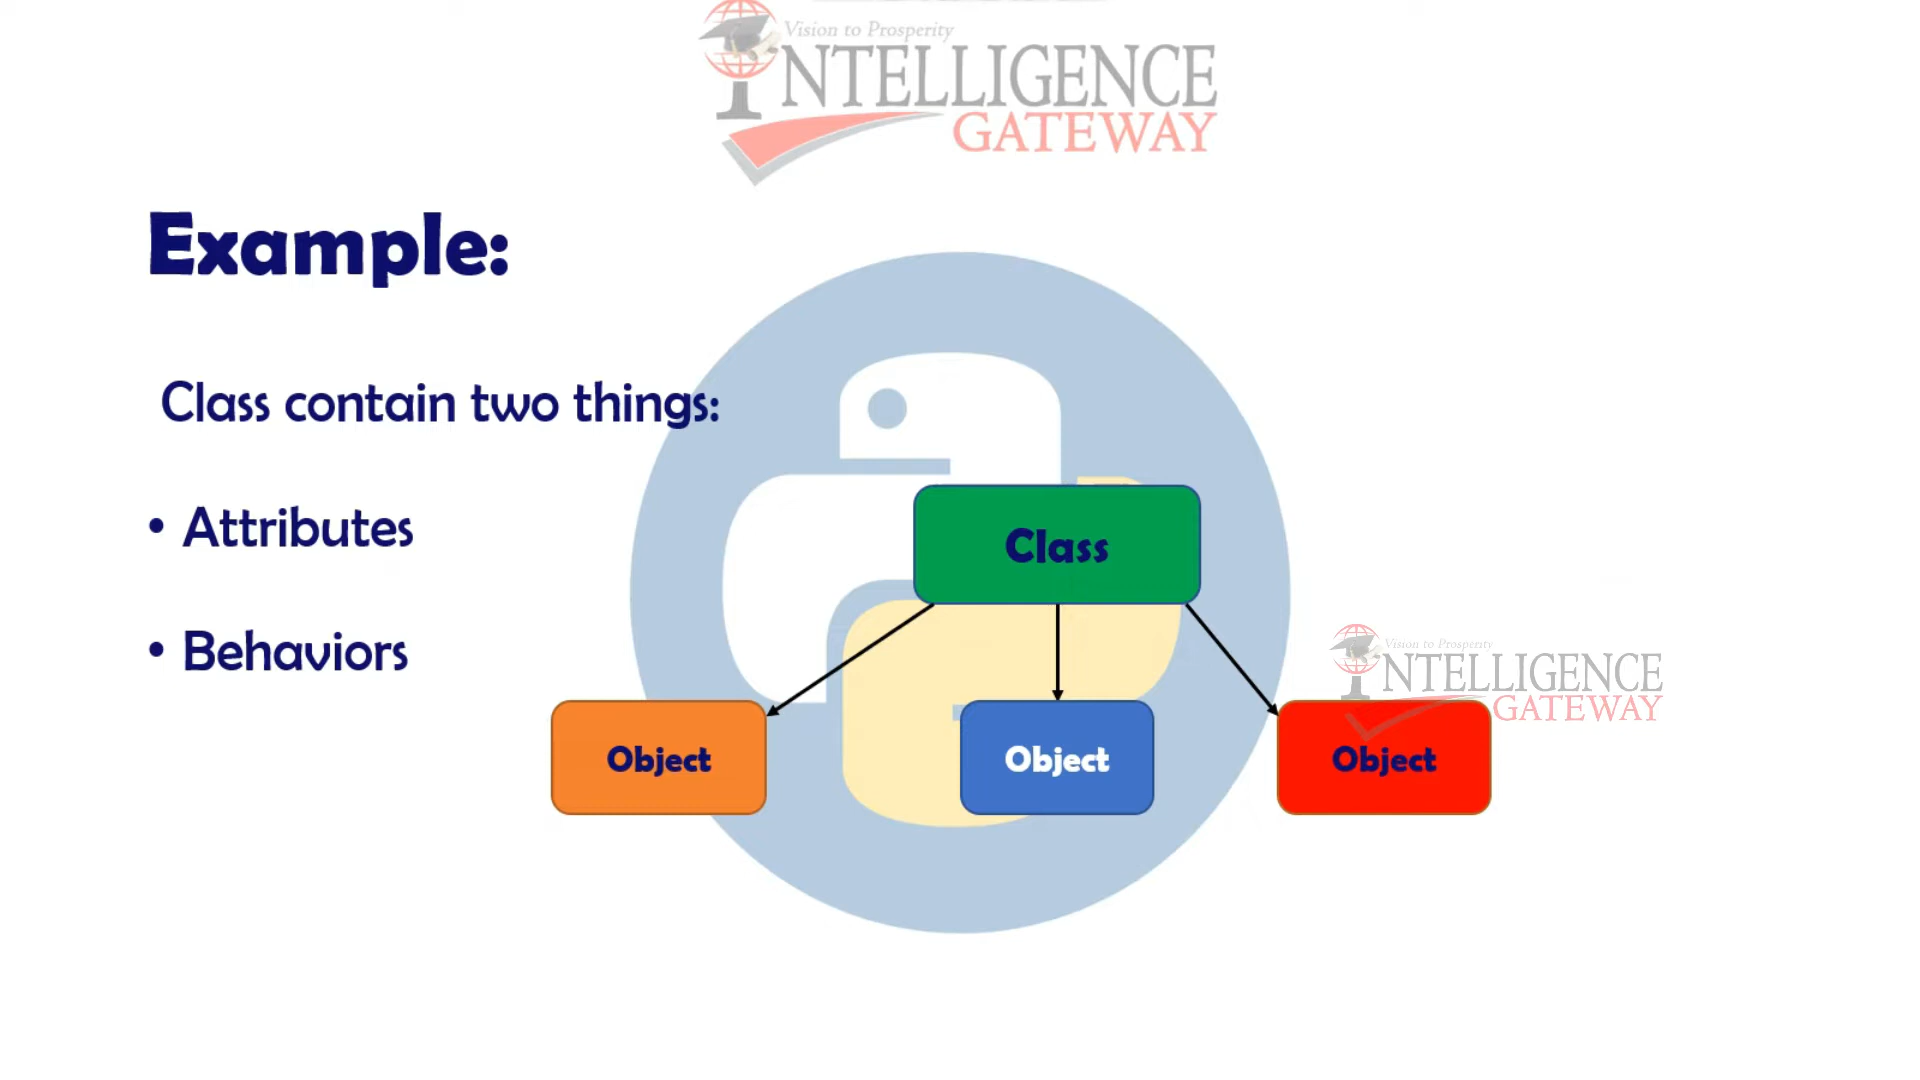 Vision to Prosperity
INTELLIGENCE
GATEWAY
Example:
Class contain two things:
• Attributes
• Behaviors
Class
Vision to Prosperity
INTELLIGENCE
GATEWAY
Object
Object
Object